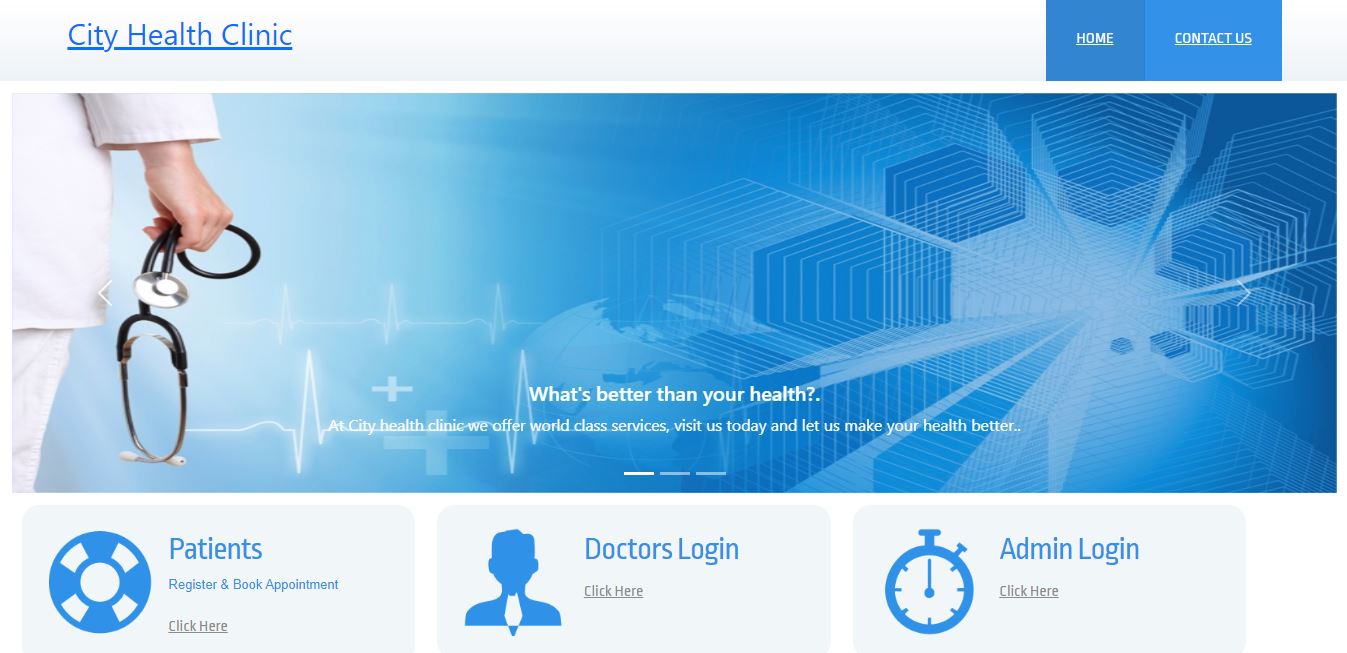 City Health Clinic
HOME
CONTACT US
What's better than your health?.
At City health clinic we offer world class services, visit us today and let us make your health better..
Patients
Register & Book Appointment
Click Here
Doctors Login
Click Here
Admin Login
Click Here